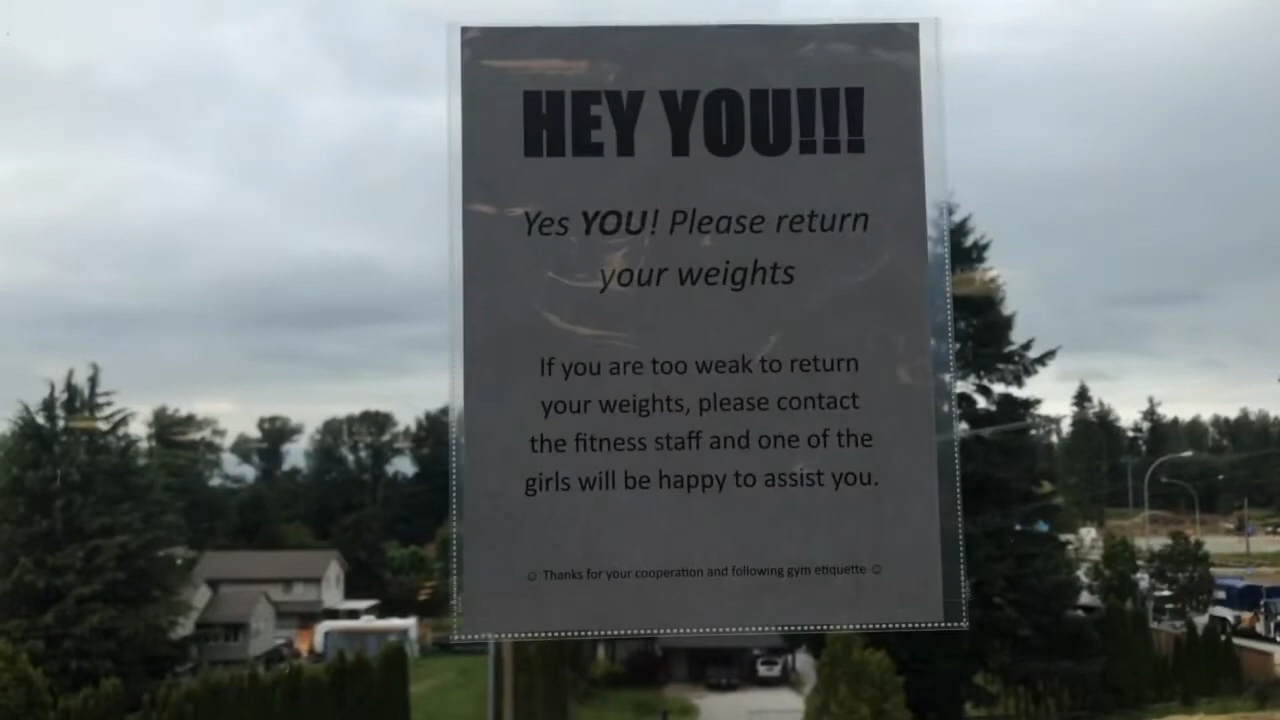 HEY YOU!!!
Yes YOU! Please return
your weights
If you are too weak to return
your weights, please contact
the fitness staff and one of the
girls will be happy to assist you.
☺ Thanks for your cooperation and following gym etiquette ☺